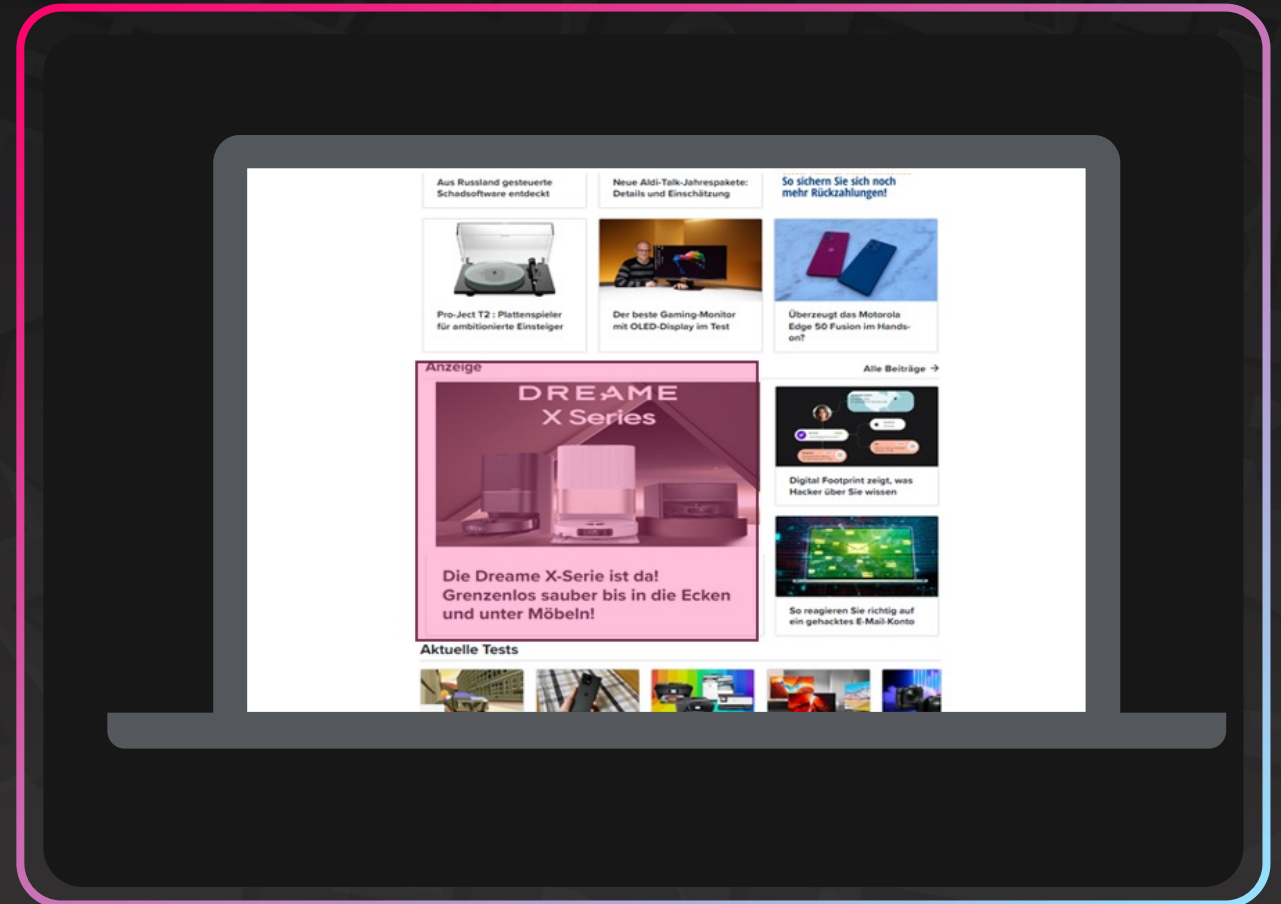 Aus Russland gesteuerte
Schadsoftware entdeckt
Neue Aldi-Talk-Jahrespakete:
Details und Einschätzung
So sichern Sie sich noch
mehr Rückzahlungen!
Pro-Ject T2 : Plattenspieler
für ambitionierte Einsteiger
Der beste Gaming-Monitor
mit OLED-Display im Test
Überzeugt das Motorola
Edge 50 Fusion im Hands-
on?
Anzeige
Alle Beiträge →
DREAME
X Series
Die Dreame X-Serie ist da!
Grenzenlos sauber bis in die Ecken
und unter Möbeln!
Digital Footprint zeigt, was
Hacker über Sie wissen
So reagieren Sie richtig auf
ein gehacktes E-Mail-Konto
Aktuelle Tests